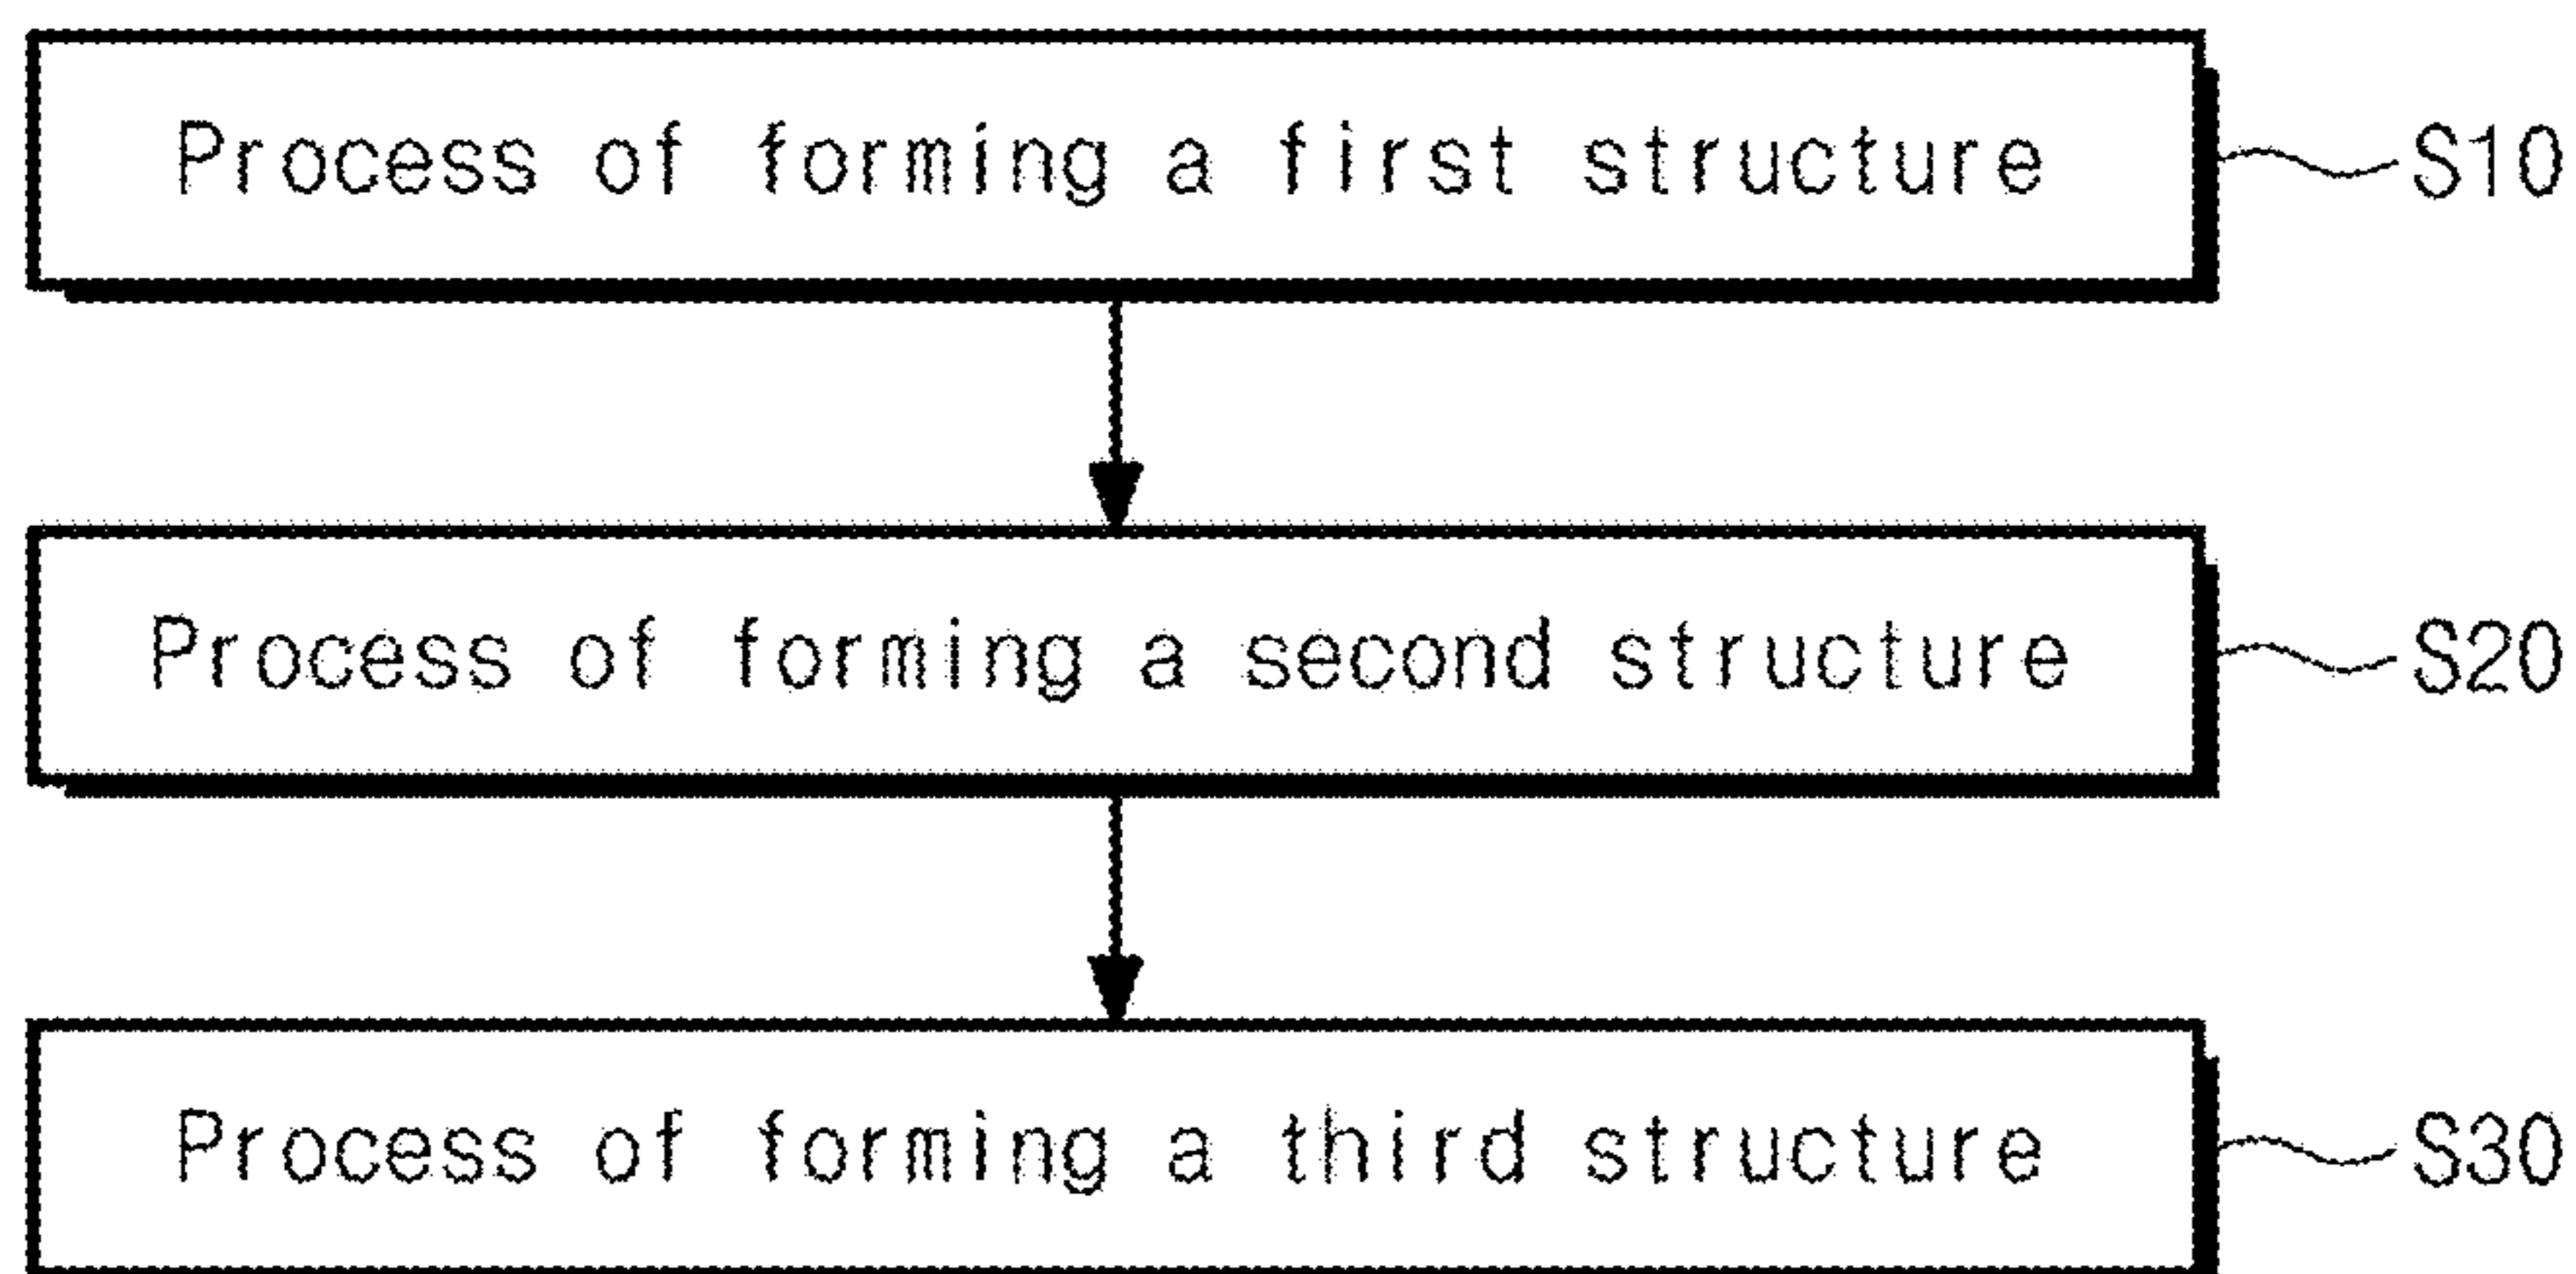 Process of forming a first structure S10
Process of forming a second structure S20
Process of forming a third structure S30